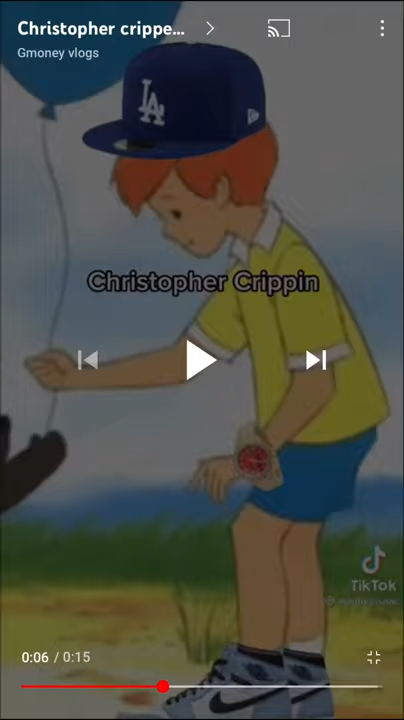 Christopher crippe...
Gmoney vlogs
LA
Christopher Crippin
TikTok
0:06 / 0:15